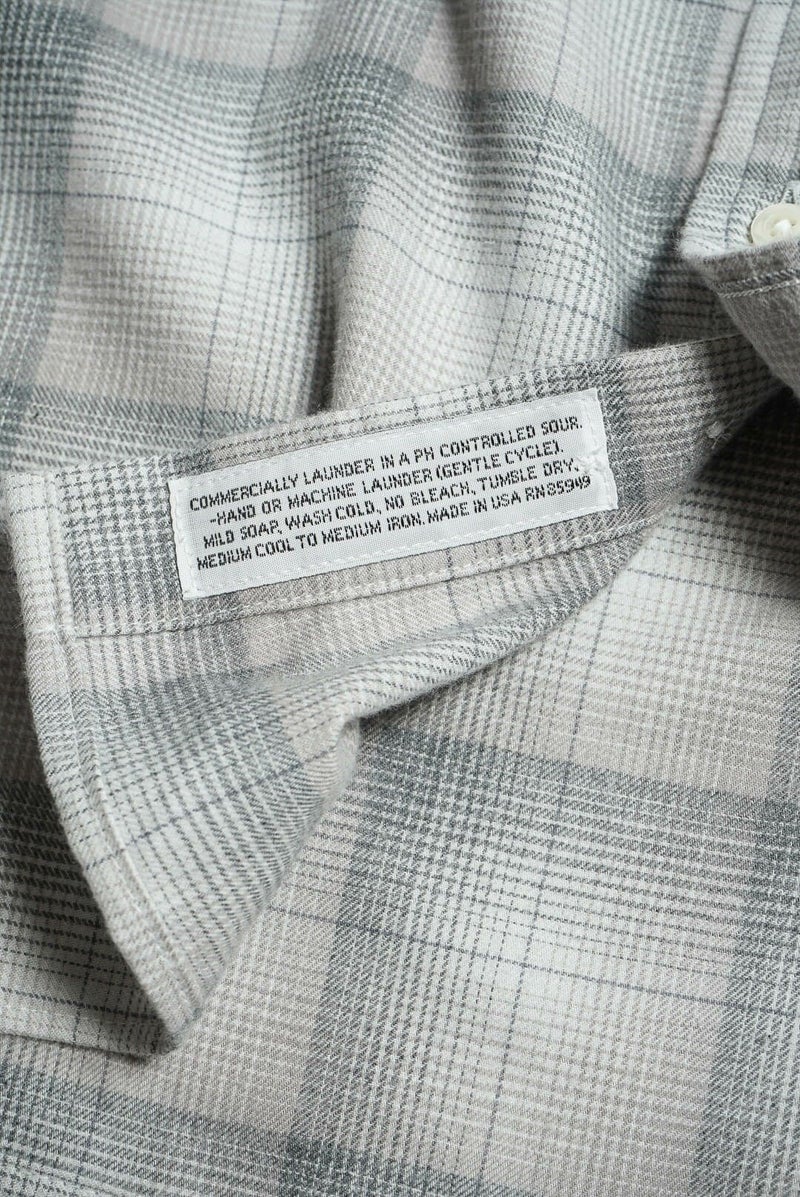 COMMERCIALLY LAUNDER IN A PH CONTROLLED SOUR.
-HAND OR MACHINE LAUNDER (GENTLE CYCLE).
MILD SOAP, WASH COLD, NO BLEACH, TUMBLE DRY.
MEDIUM COOL TO MEDIUM IRON. MADE IN USA RN85949